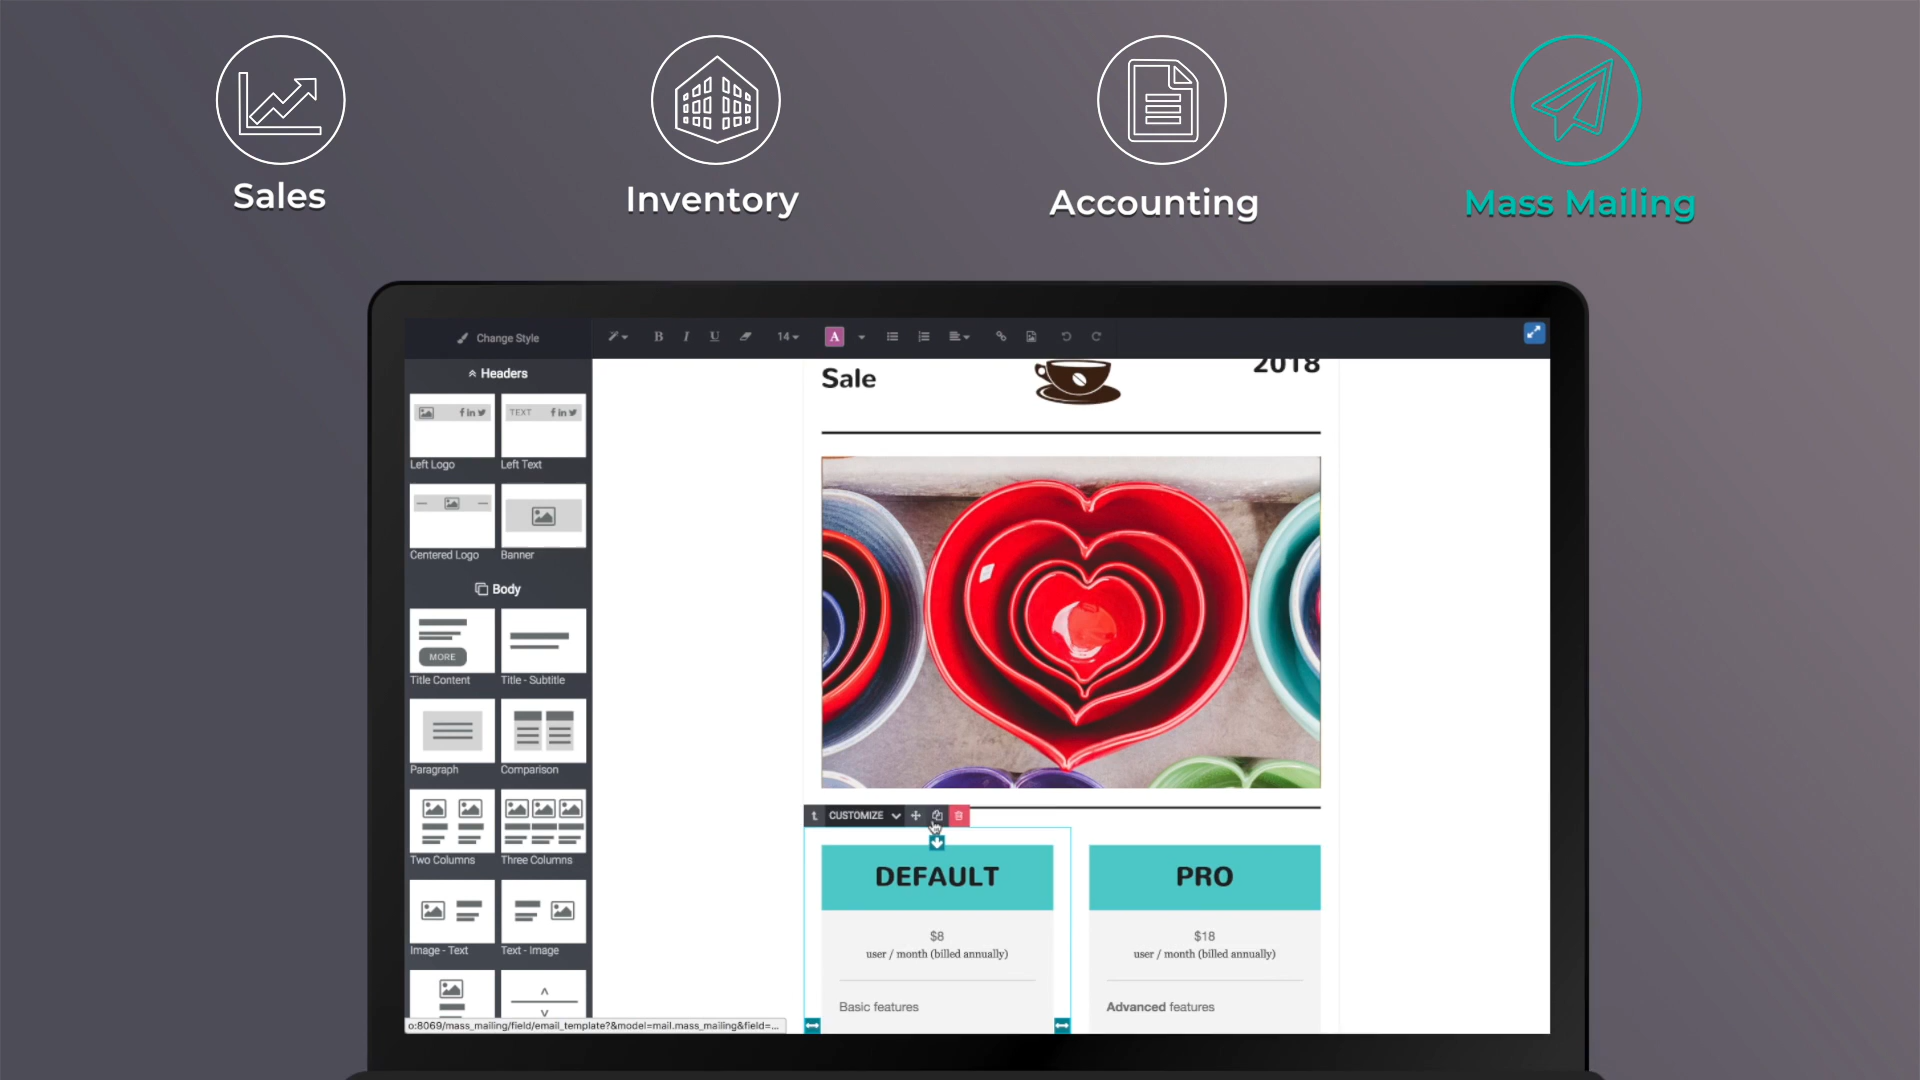 Sales
Inventory
Accounting
Mass Mailing
Change Style
B I U 14 A
Headers
TEXT
Left Logo
Left Text
Centered Logo
Banner
Body
MORE
Title Content
Title - Subtitle
Paragraph
Comparison
Two Columns
Three Columns
Image - Text
Text - Image
o:8069/mass_mailing/field/email_template?&model=mail.mass_mailing&field=...
Sale
2018
CUSTOMIZE
DEFAULT
$8
user / month (billed annually)
Basic features
PRO
$18
user / month (billed annually)
Advanced features